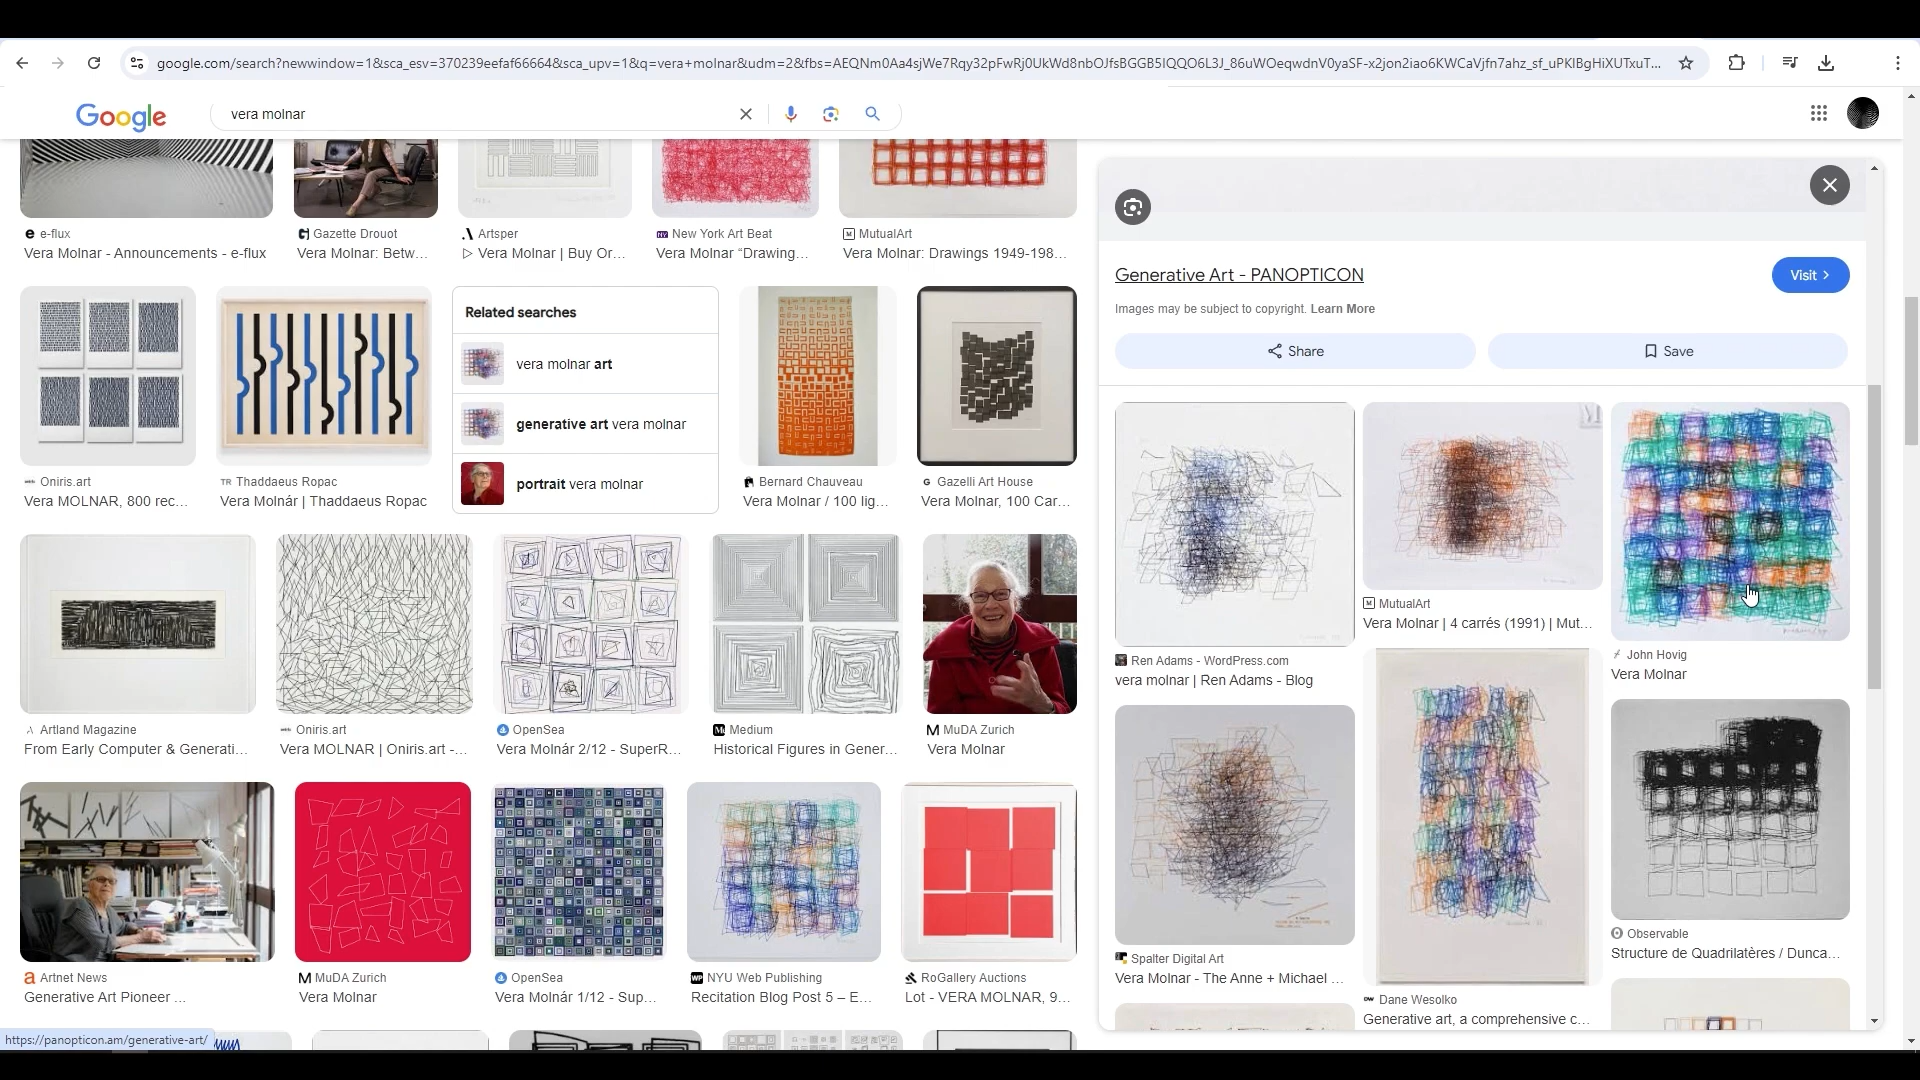 google.com/search?newwindow=1&sca_esv=370239eefaf66664&sca_upv=1&q=vera+molnar&udm=2&fbs=AEQNm0Aa4sjWe7Rqy32pFwRj0UkWd8nbOJfsBGGB5IQQO6L3J_86uWOeqwdnV0yaSF-x2jon2iao6KWCaVjfn7ahz_sf_uPKIBgHiXUTxuT...
Google
vera molnar
e-flux
Vera Molnar - Announcements - e-flux
Gazette Drouot
Vera Molnar: Betw...
Artsper
▷ Vera Molnar | Buy Or...
New York Art Beat
Vera Molnar “Drawing...
MutualArt
Vera Molnar: Drawings 1949-198...
Oniris.art
Vera MOLNAR, 800 rec...
TR Thaddaeus Ropac
Vera Molnár | Thaddaeus Ropac
Related searches
vera molnar art
generative art vera molnar
portrait vera molnar
Bernard Chauveau
Vera Molnar / 100 lig...
G Gazelli Art House
Vera Molnar, 100 Car...
Artland Magazine
From Early Computer & Generati...
Oniris.art
Vera MOLNAR | Oniris.art -...
OpenSea
Vera Molnár 2/12 - SuperR...
Medium
Historical Figures in Gener...
MuDA Zurich
Vera Molnar
Artnet News
Generative Art Pioneer ...
MuDA Zurich
Vera Molnar
OpenSea
Vera Molnár 1/12 - Sup...
NYU Web Publishing
Recitation Blog Post 5 – E...
RoGallery Auctions
Lot - VERA MOLNAR, 9...
Generative Art - PANOPTICON
Visit
Images may be subject to copyright. Learn More
Share
Save
Ren Adams - WordPress.com
vera molnar | Ren Adams - Blog
MutualArt
Vera Molnar | 4 carrés (1991) | Mut...
John Hovig
Vera Molnar
Spalter Digital Art
Vera Molnar - The Anne + Michael ...
Dane Wesolko
Generative art, a comprehensive c...
Observable
Structure de Quadrilatères / Dunca...
https://panopticon.am/generative-art/